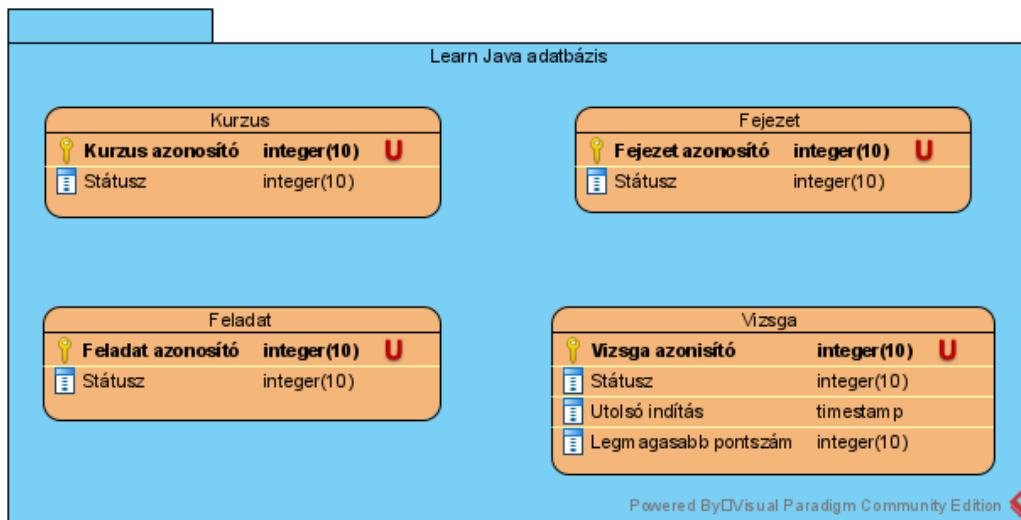 Learn Java adatbázis
Kurzus
Kurzus azonosító integer(10) U
Státusz integer(10)
Fejezet
Fejezet azonosító integer(10) U
Státusz integer(10)
Feladat
Feladat azonosító integer(10) U
Státusz integer(10)
Vizsga
Vizsga azonisító integer(10) U
Státusz integer(10)
Utolsó indítás timestamp
Legmagasabb pontszám integer(10)
Powered By□Visual Paradigm Community Edition